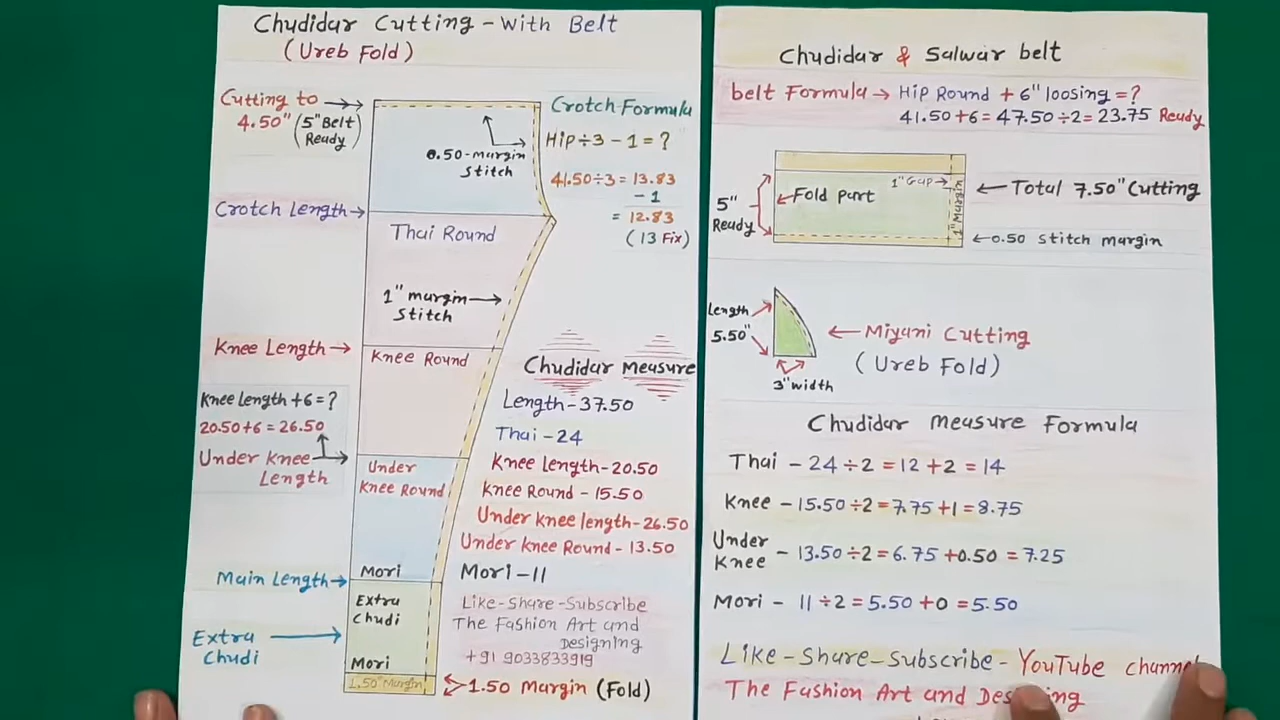 Chudidar Cutting - With Belt
(Ureb Fold)
Cutting to
4.50" (5" Belt Ready)
0.50-margin
Stitch
Crotch Formula
Hip÷3 - 1 = ?
41.50÷3 = 13.83
- 1
= 12.83
(13 Fix)
Crotch Length
Thai Round
1" margin
Stitch
Knee Length
Knee Round
Knee Length +6 = ?
20.50+6 = 26.50
Under Knee
Length
Under
Knee Round
Main Length
Mori
Extra
Chudi
Extra
Chudi
Mori
1.50" Margin
1.50 Margin (Fold)
Chudidar Measure
Length-37.50
Thai-24
Knee Length-20.50
Knee Round - 15.50
Under knee length-26.50
Under Knee Round - 13.50
Mori-11
Like-Share-Subscribe
The Fashion Art and
Designing
+91 9033833919
Chudidar & Salwar belt
belt Formula → Hip Round + 6" loosing = ?
41.50+6 = 47.50÷2 = 23.75 Ready
5"
Ready
Fold part
1" Gap
1"
Total 7.50" Cutting
0.50 Stitch margin
Length
5.50"
3" width
Miyani Cutting
(Ureb Fold)
Chudidar Measure Formula
Thai - 24÷2 = 12 +2 = 14
Knee - 15.50÷2 = 7.75 +1 = 8.75
Under
Knee - 13.50÷2 = 6.75 +0.50 = 7.25
Mori - 11÷2 = 5.50 +0 = 5.50
Like-Share-Subscribe - YouTube
The Fashion Art and Designing